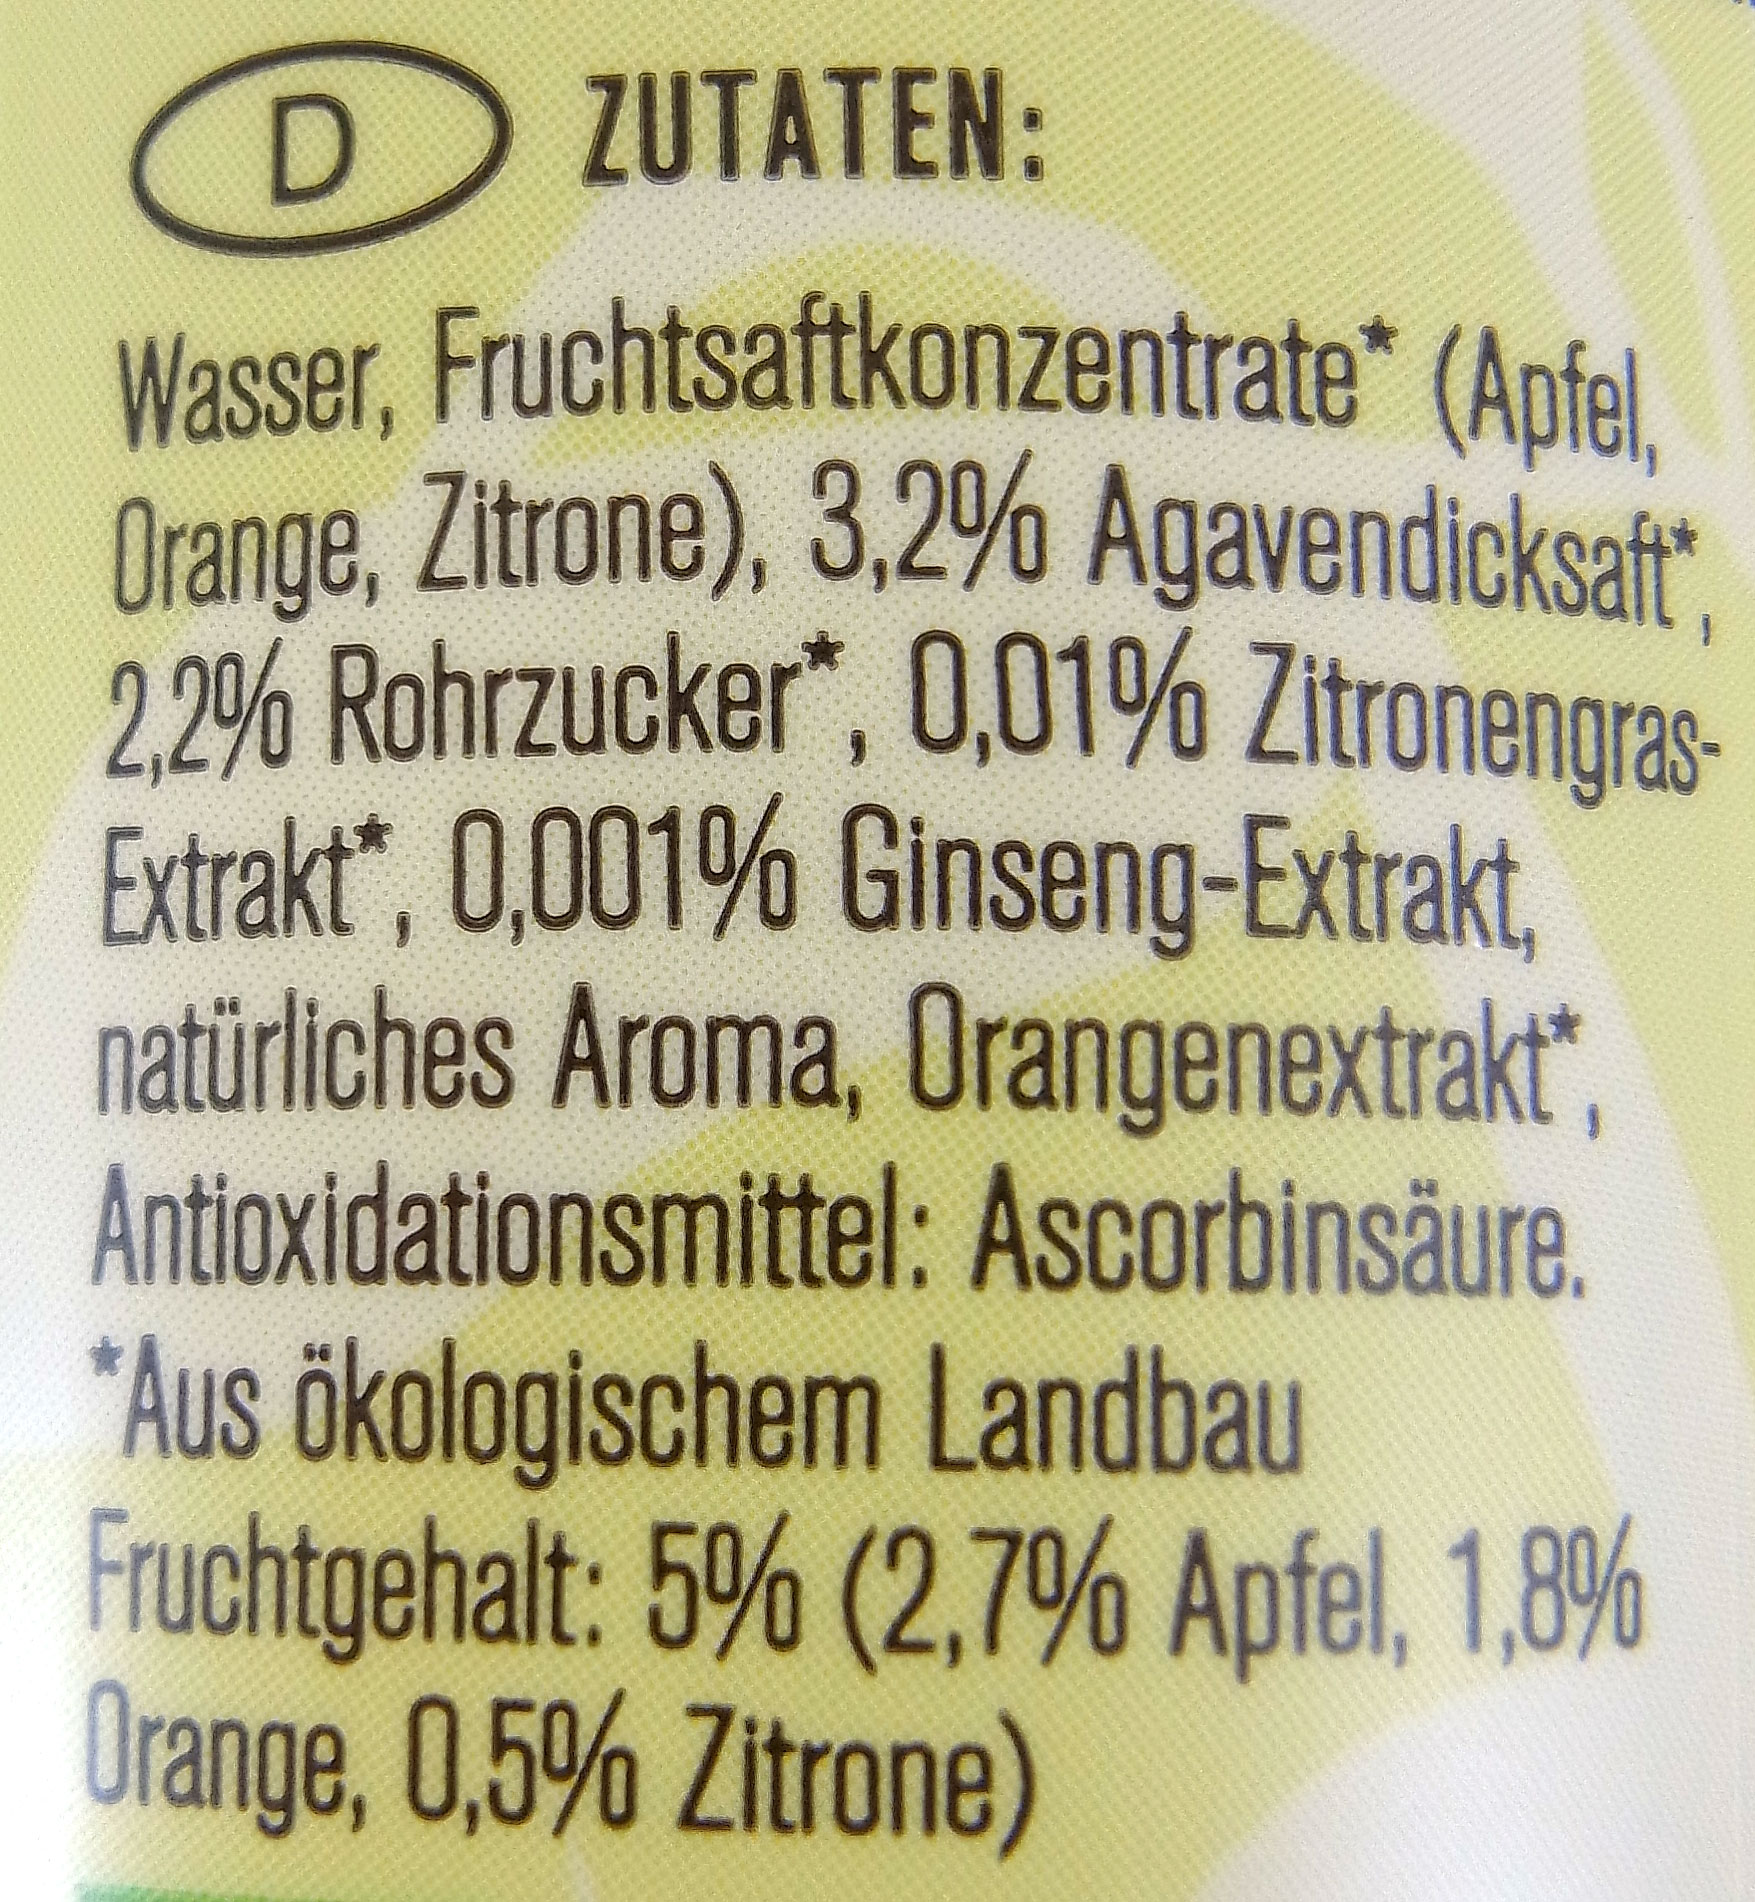 D ZUTATEN:
Wasser, Fruchtsaftkonzentrate* (Apfel,
Orange, Zitrone), 3,2% Agavendicksaft*,
2,2% Rohrzucker*, 0,01% Zitronengras-
Extrakt*, 0,001% Ginseng-Extrakt,
natürliches Aroma, Orangenextrakt*,
Antioxidationsmittel: Ascorbinsäure.
*Aus ökologischem Landbau
Fruchtgehalt: 5% (2,7% Apfel, 1,8%
Orange, 0,5% Zitrone)